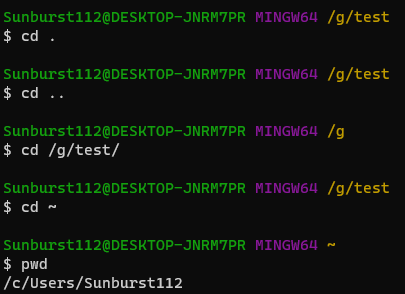 Sunburst112@DESKTOP-JNRM7PR MINGW64 /g/test
$ cd .
Sunburst112@DESKTOP-JNRM7PR MINGW64 /g/test
$ cd ..
Sunburst112@DESKTOP-JNRM7PR MINGW64 /g
$ cd /g/test/
Sunburst112@DESKTOP-JNRM7PR MINGW64 /g/test
$ cd ~
Sunburst112@DESKTOP-JNRM7PR MINGW64 ~
$ pwd
/c/Users/Sunburst112